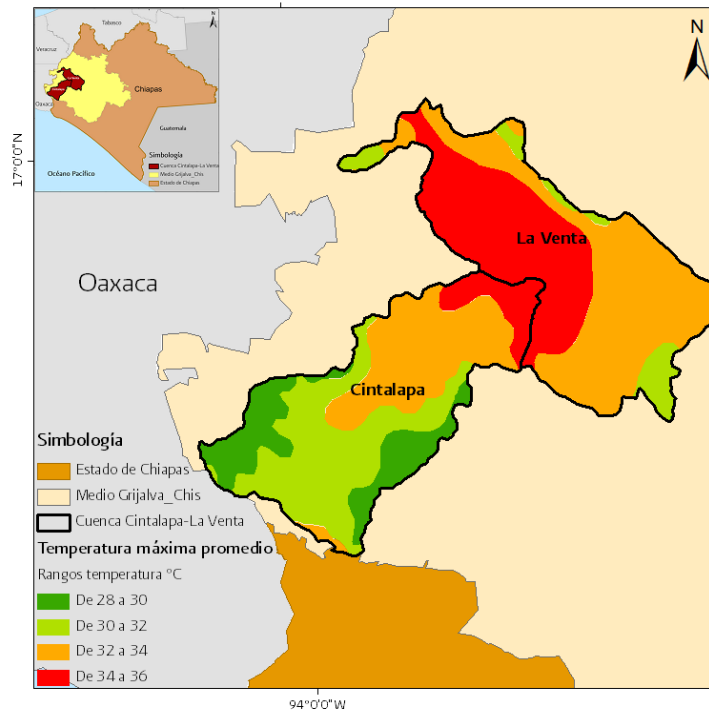 Tabasco
N
Veracruz
Chiapas
Oaxaca
Guatemala
Simbología
Océano Pacífico
Cuenca Cintalapa-La Venta
Medio Grijalva_Chis
Estado de Chiapas
N
17°0'0"N
La Venta
Oaxaca
Cintalapa
Simbología
Estado de Chiapas
Medio Grijalva_Chis
Cuenca Cintalapa-La Venta
Temperatura máxima promedio
Rangos temperatura °C
De 28 a 30
De 30 a 32
De 32 a 34
De 34 a 36
94°0'0"W